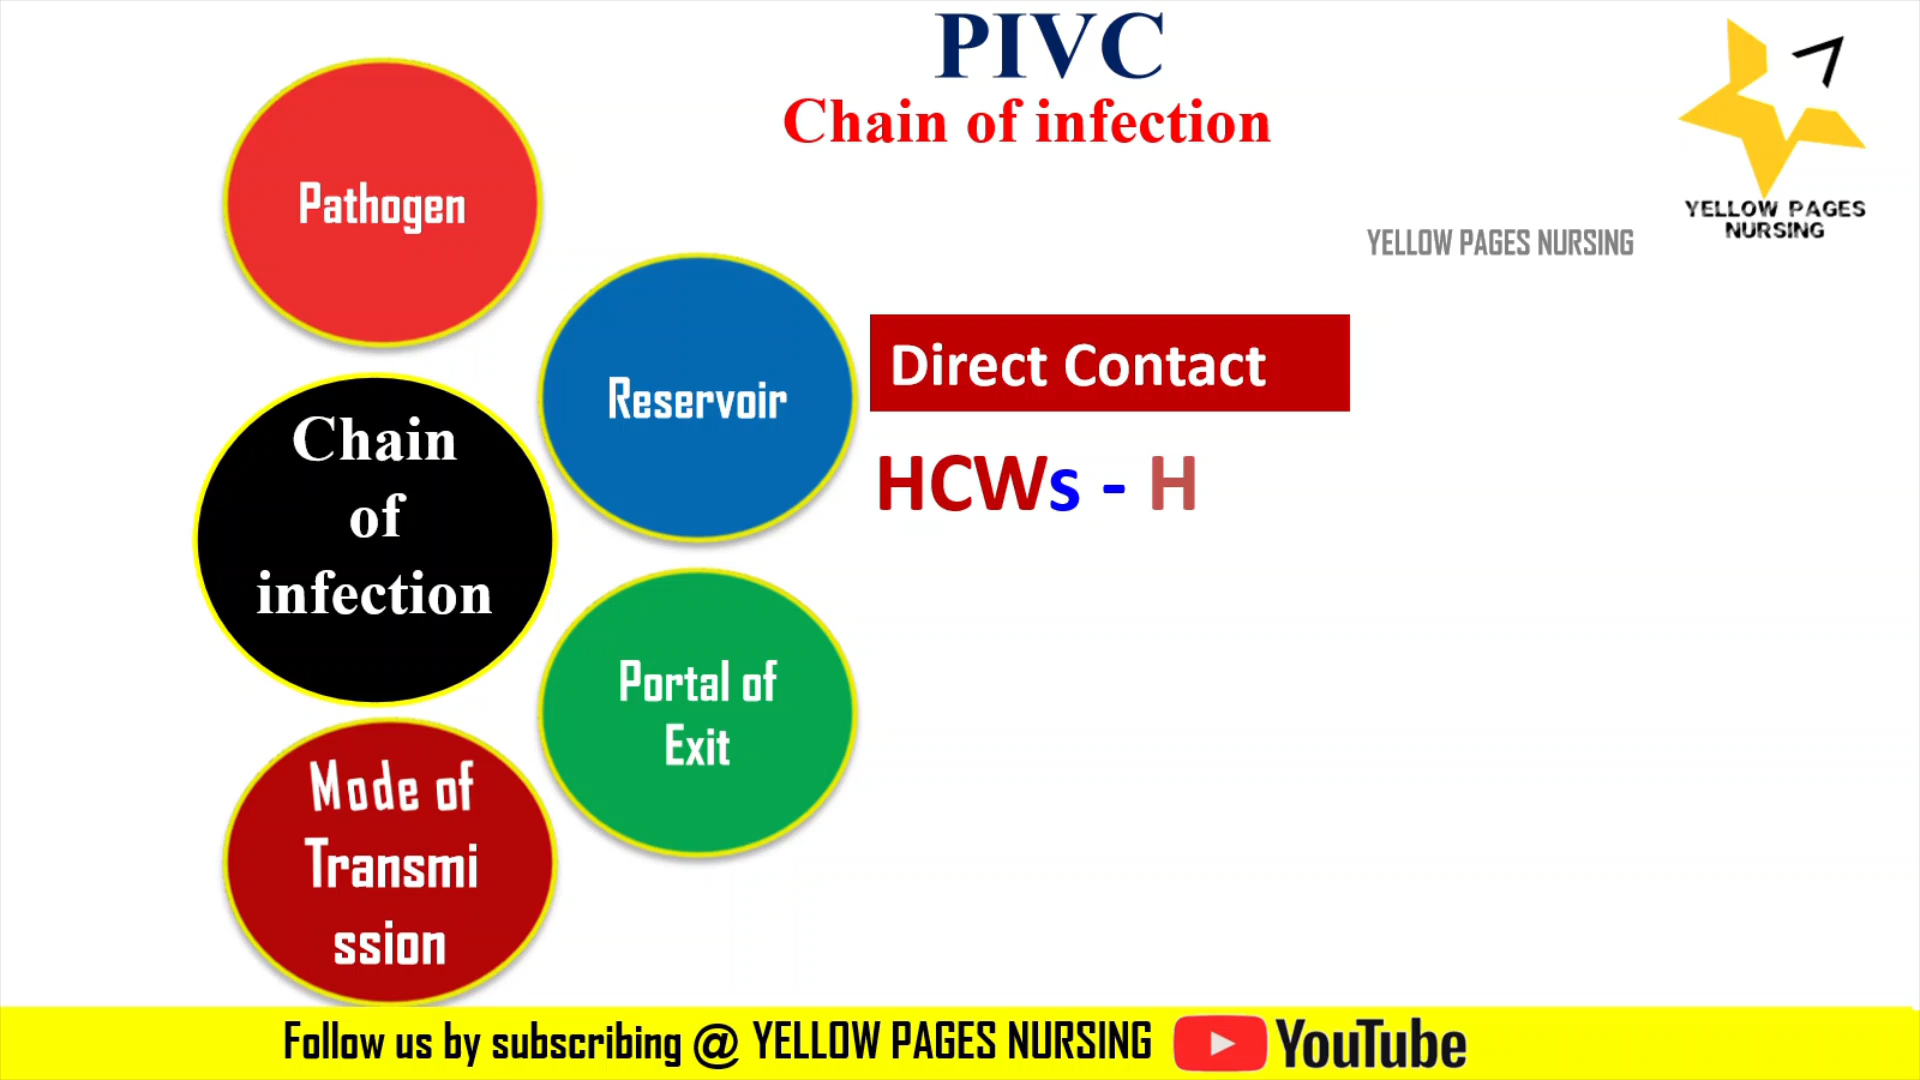 PIVC
Chain of infection
YELLOW PAGES
NURSING
YELLOW PAGES NURSING
Pathogen
Reservoir
Direct Contact
HCWs - H
Chain
of
infection
Portal of
Exit
Mode of
Transmi
ssion
Follow us by subscribing @ YELLOW PAGES NURSING YouTube